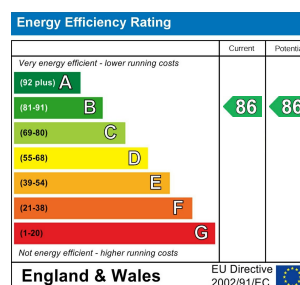 Energy Efficiency Rating
Current
Very energy efficient - lower running costs
(92 plus) A
(81-91) B
86
86
(69-80) C
(55-68) D
(39-54) E
(21-38) F
(1-20) G
Not energy efficient - higher running costs
England & Wales
EU Directive
2002/91/EC